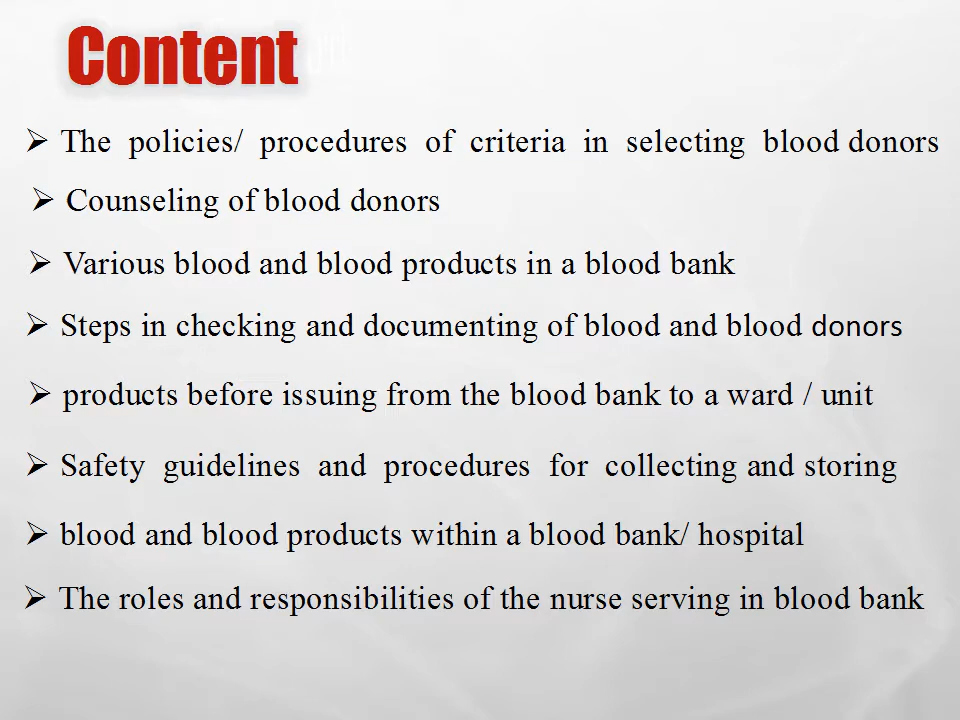 Content
➢ The policies/ procedures of criteria in selecting blood donors
➢ Counseling of blood donors
➢ Various blood and blood products in a blood bank
➢ Steps in checking and documenting of blood and blood donors
➢ products before issuing from the blood bank to a ward / unit
➢ Safety guidelines and procedures for collecting and storing
➢ blood and blood products within a blood bank/ hospital
➢ The roles and responsibilities of the nurse serving in blood bank